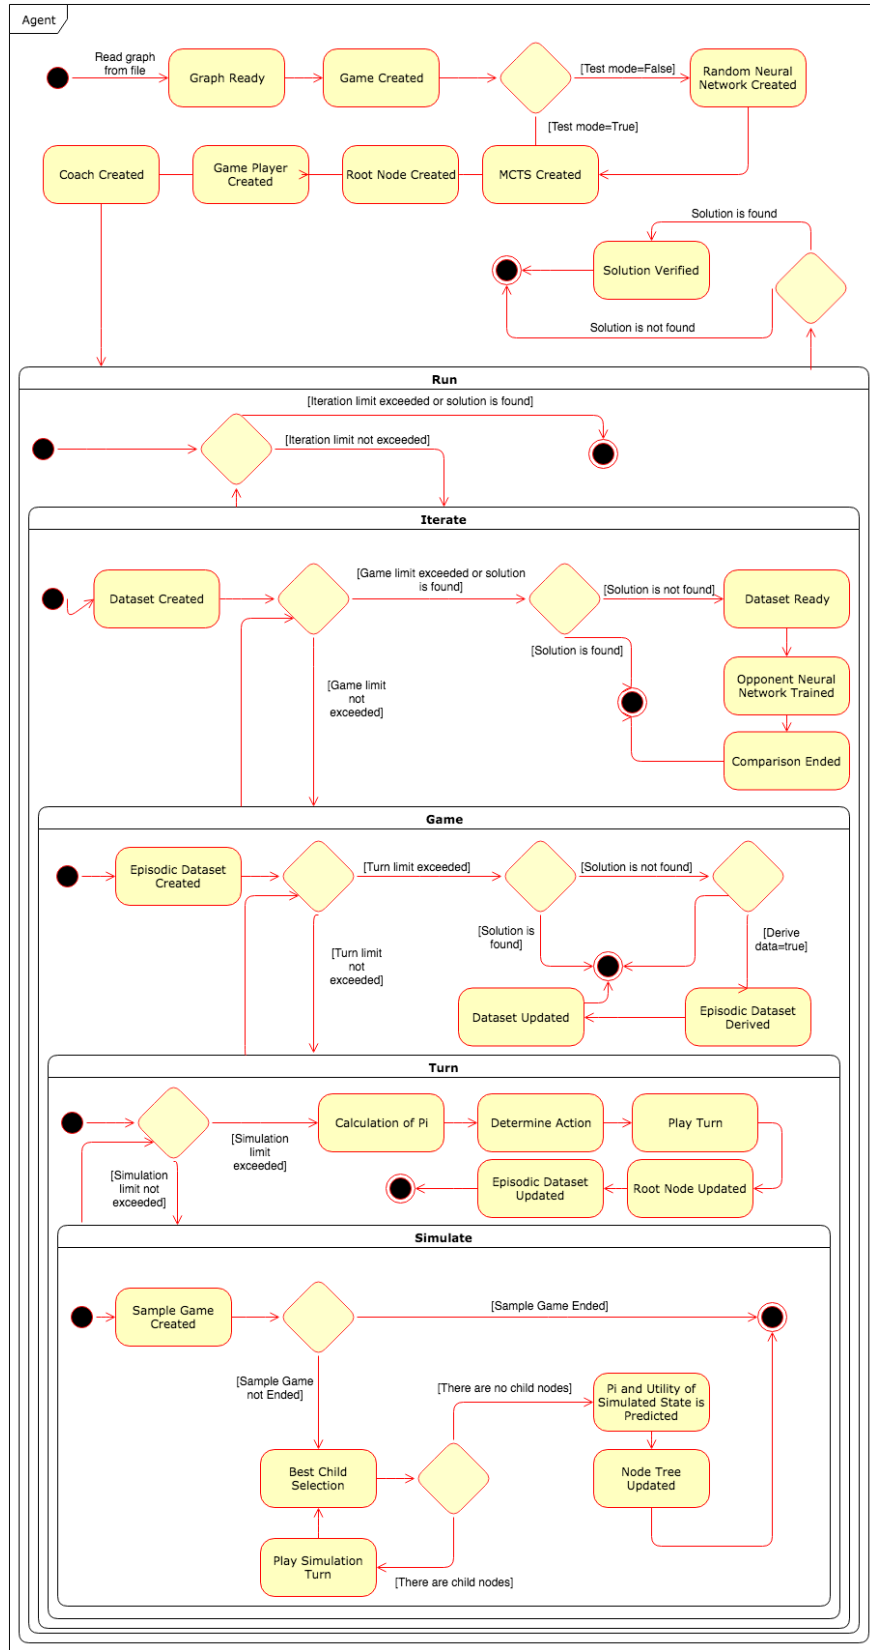 Agent
Read graph
from file
Graph Ready
Game Created
[Test mode=False]
Random Neural
Network Created
[Test mode=True]
Coach Created
Game Player
Created
Root Node Created
MCTS Created
Solution is found
Solution Verified
Solution is not found
Run
[Iteration limit exceeded or solution is found]
[Iteration limit not exceeded]
Iterate
Dataset Created
[Game limit exceeded or solution
is found]
[Solution is not found]
Dataset Ready
[Solution is found]
[Game limit
not
exceeded]
Opponent Neural
Network Trained
Comparison Ended
Game
Episodic Dataset
Created
[Turn limit exceeded]
[Solution is not found]
[Turn limit
not
exceeded]
[Solution is
found]
[Derive
data=true]
Dataset Updated
Episodic Dataset
Derived
Turn
[Simulation
limit
exceeded]
Calculation of Pi
Determine Action
Play Turn
[Simulation
limit not
exceeded]
Episodic Dataset
Updated
Root Node Updated
Simulate
Sample Game
Created
[Sample Game Ended]
[Sample Game
not Ended]
[There are no child nodes]
Pi and Utility of
Simulated State is
Predicted
Best Child
Selection
Node Tree
Updated
Play Simulation
Turn
[There are child nodes]